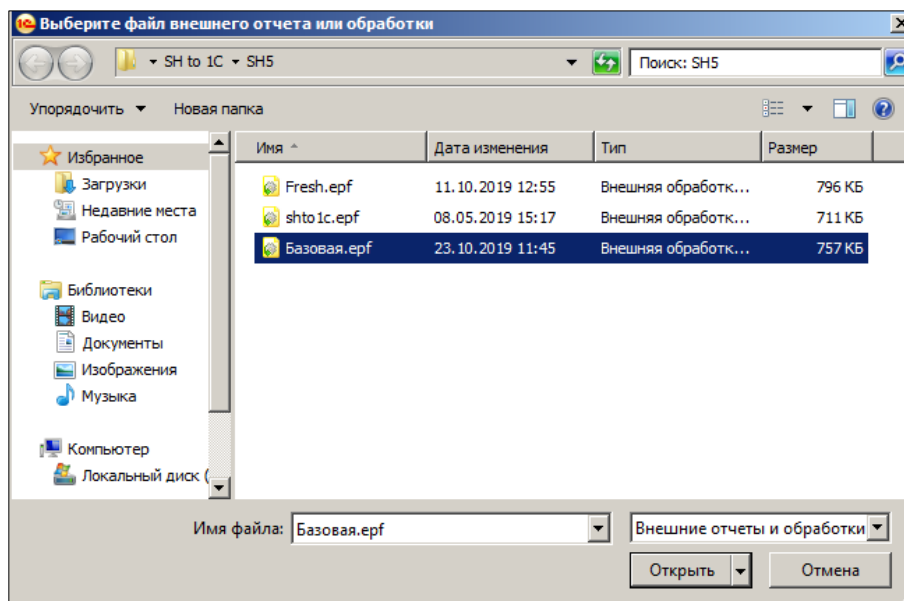 Выберите файл внешнего отчета или обработки
SH to 1C SH5
Поиск: SH5
Упорядочить Новая папка
Избранное
Загрузки
Недавние места
Рабочий стол
Библиотеки
Видео
Документы
Изображения
Музыка
Компьютер
Локальный диск (
Имя Дата изменения Тип Размер
Fresh.epf 11.10.2019 12:55 Внешняя обработк... 796 КБ
shto1c.epf 08.05.2019 15:17 Внешняя обработк... 711 КБ
Базовая.epf 23.10.2019 11:45 Внешняя обработк... 757 КБ
Имя файла: Базовая.epf Внешние отчеты и обработки
Открыть Отмена